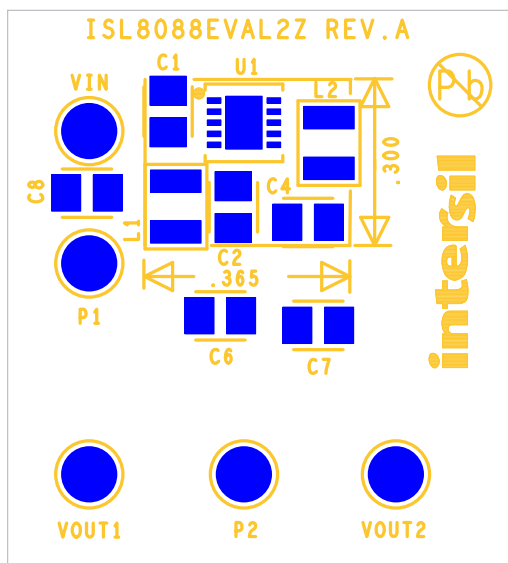 ISL8088EVAL2Z REV.A
VIN
C1
U1
L2
Pb
C8
C4
.300
L1
C2
.365
P1
C6
C7
intersil
VOUT1
P2
VOUT2